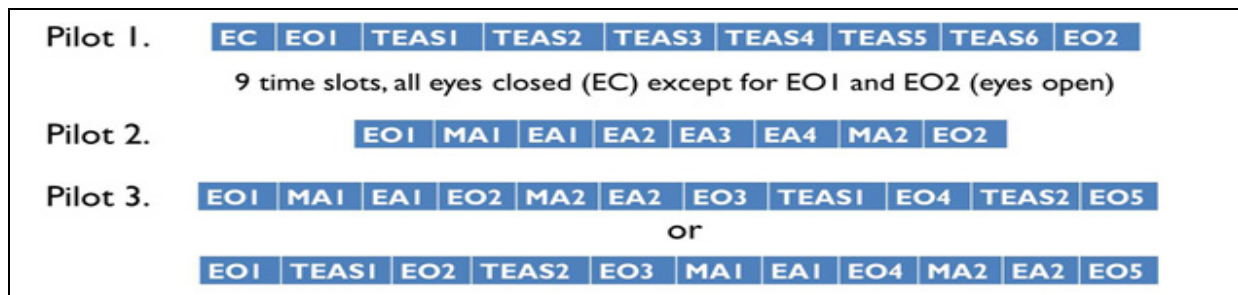 Pilot 1. EC EO1 TEAS1 TEAS2 TEAS3 TEAS4 TEAS5 TEAS6 EO2
9 time slots, all eyes closed (EC) except for EO1 and EO2 (eyes open)
Pilot 2. EO1 MA1 EA1 EA2 EA3 EA4 MA2 EO2
Pilot 3. EO1 MA1 EA1 EO2 MA2 EA2 EO3 TEAS1 EO4 TEAS2 EO5
or
EO1 TEAS1 EO2 TEAS2 EO3 MA1 EA1 EO4 MA2 EA2 EO5